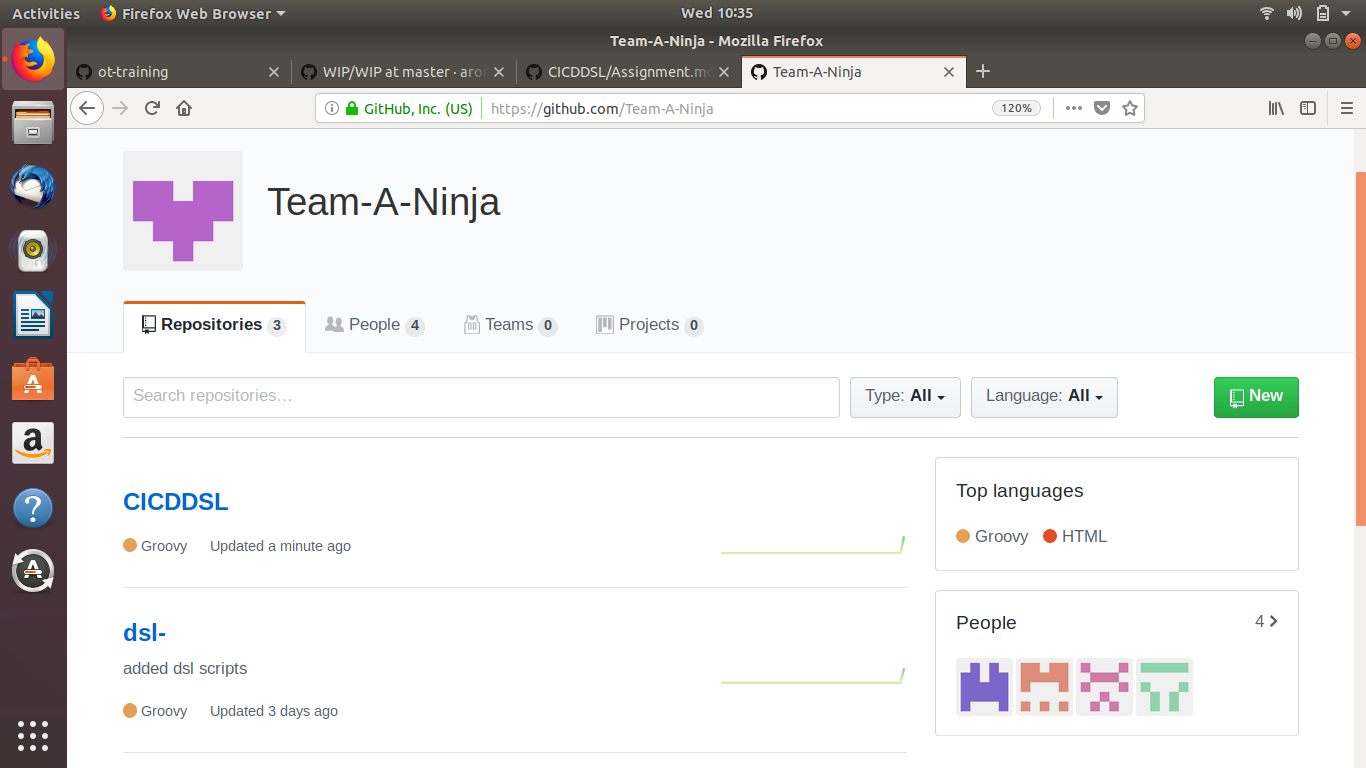 Activities Firefox Web Browser Wed 10:35
Team-A-Ninja - Mozilla Firefox
ot-training WIP/WIP at master · aro CICDDSL/Assignment.m Team-A-Ninja
GitHub, Inc. (US) https://github.com/Team-A-Ninja 120%
Team-A-Ninja
Repositories 3 People 4 Teams 0 Projects 0
Search repositories… Type: All Language: All New
CICDDSL
Groovy Updated a minute ago
dsl-
added dsl scripts
Groovy Updated 3 days ago
Top languages
Groovy HTML
People 4